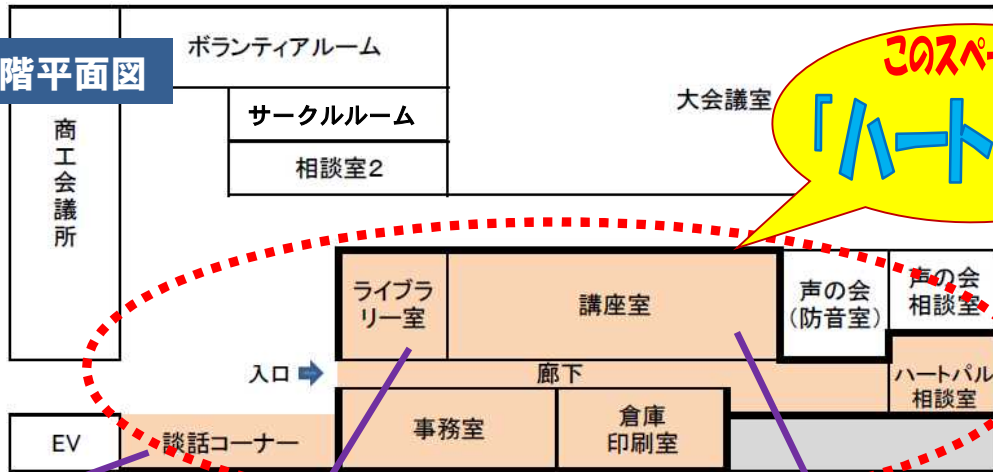 階平面図
ボランティアルーム
サークルルーム
相談室2
大会議室
このスペー
「ハート
商工会議所
ライブラ
リー室
講座室
声の会
(防音室)
声の会
相談室
入口
廊下
ハートパル
相談室
EV
談話コーナー
事務室
倉庫
印刷室